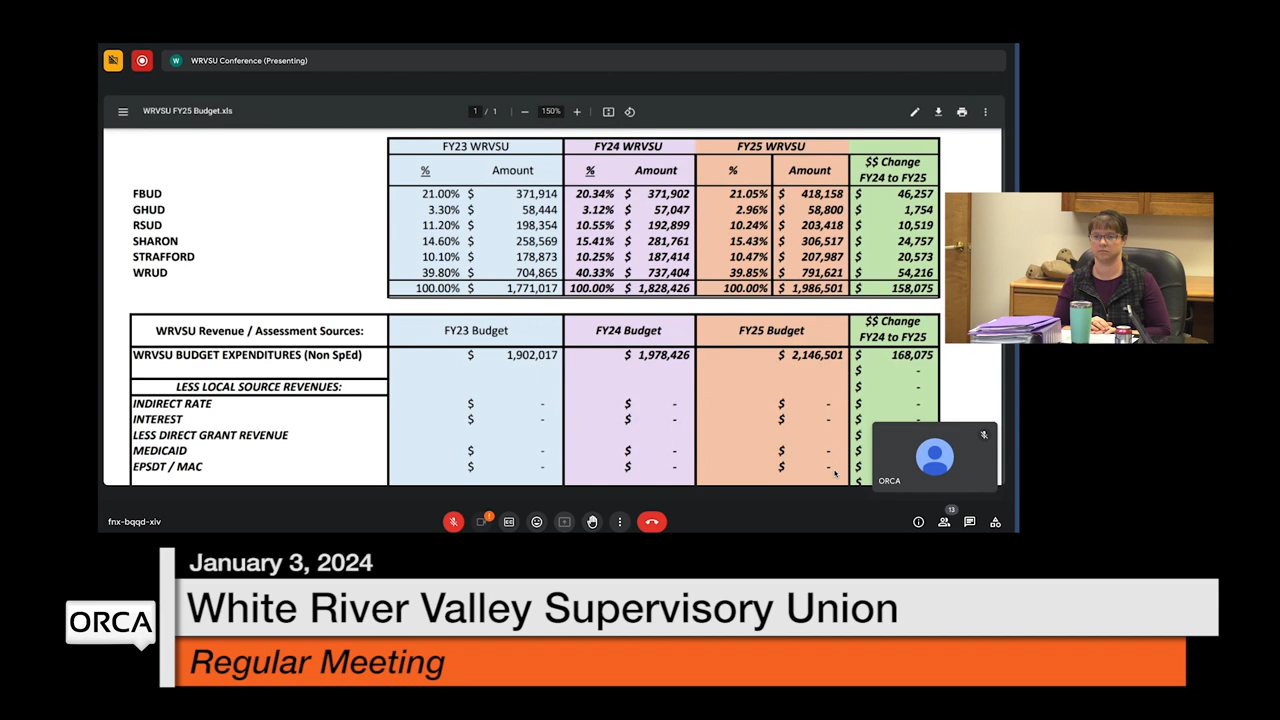 W WRVSU Conference (Presenting)
WRVSU FY25 Budget.xls 1 / 1 | — 150% +
FY23 WRVSU FY24 WRVSU FY25 WRVSU $$ Change FY24 to FY25
% Amount % Amount % Amount
FBUD 21.00% $ 371,914 20.34% $ 371,902 21.05% $ 418,158 $ 46,257
GHUD 3.30% $ 58,444 3.12% $ 57,047 2.96% $ 58,800 $ 1,754
RSUD 11.20% $ 198,354 10.55% $ 192,899 10.24% $ 203,418 $ 10,519
SHARON 14.60% $ 258,569 15.41% $ 281,761 15.43% $ 306,517 $ 24,757
STRAFFORD 10.10% $ 178,873 10.25% $ 187,414 10.47% $ 207,987 $ 20,573
WRUD 39.80% $ 704,865 40.33% $ 737,404 39.85% $ 791,621 $ 54,216
100.00% $ 1,771,017 100.00% $ 1,828,426 100.00% $ 1,986,501 $ 158,075
WRVSU Revenue / Assessment Sources: FY23 Budget FY24 Budget FY25 Budget $$ Change FY24 to FY25
WRVSU BUDGET EXPENDITURES (Non SpEd) $ 1,902,017 $ 1,978,426 $ 2,146,501 $ 168,075
$ -
LESS LOCAL SOURCE REVENUES: $ -
INDIRECT RATE $ - $ - $ - $ -
INTEREST $ - $ - $ - $ -
LESS DIRECT GRANT REVENUE $
MEDICAID $ - $ - $ - $
EPSDT / MAC $ - $ - $ - $
$
ORCA
fnx-bqqd-xiv
13
January 3, 2024
White River Valley Supervisory Union
ORCA
Regular Meeting